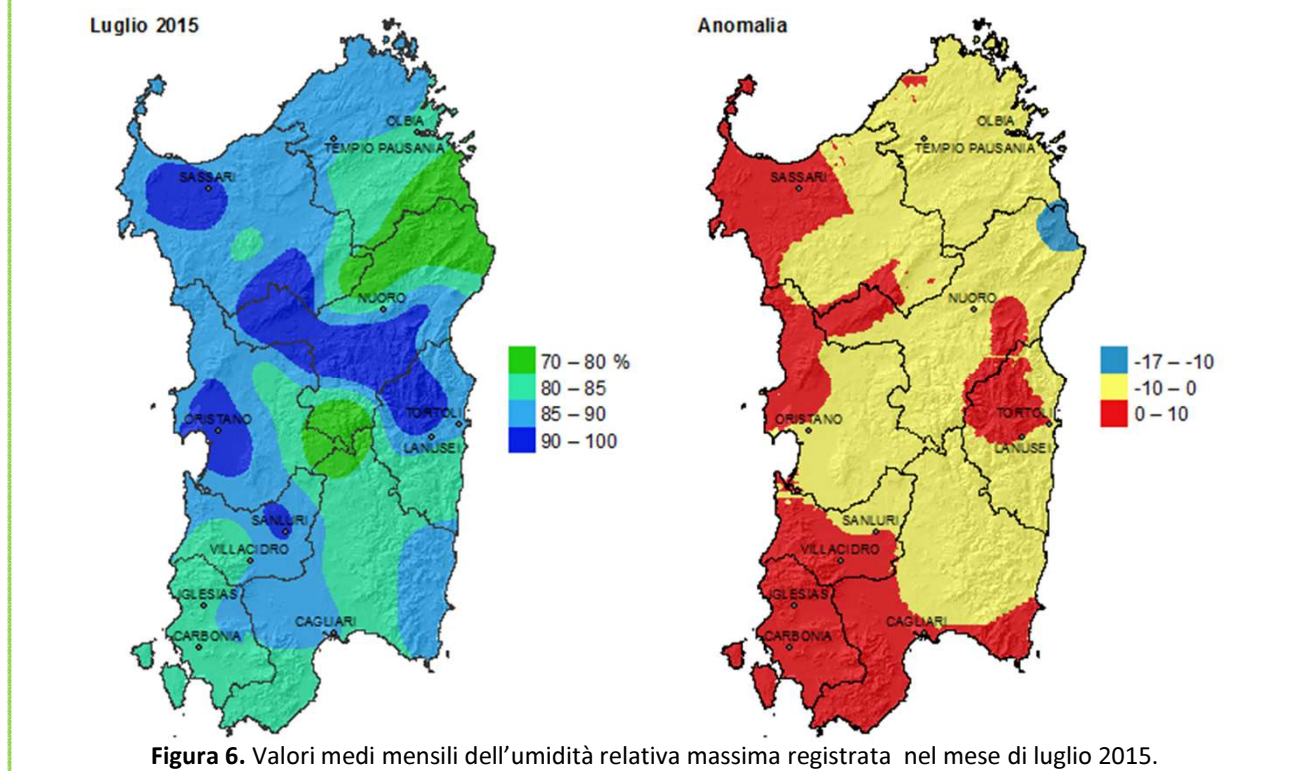 Luglio 2015
OLBIA
TEMPIO PAUSANIA
SASSARI
NUORO
ORISTANO
TORTOLI
LANUSEI
SANLURI
VILLACIDRO
IGLESIAS
CAGLIARI
CARBONIA
70 – 80 %
80 – 85
85 – 90
90 – 100
Anomalia
OLBIA
TEMPIO PAUSANIA
SASSARI
NUORO
ORISTANO
TORTOLI
LANUSEI
SANLURI
VILLACIDRO
IGLESIAS
CAGLIARI
CARBONIA
-17 – -10
-10 – 0
0 – 10
Figura 6. Valori medi mensili dell’umidità relativa massima registrata nel mese di luglio 2015.